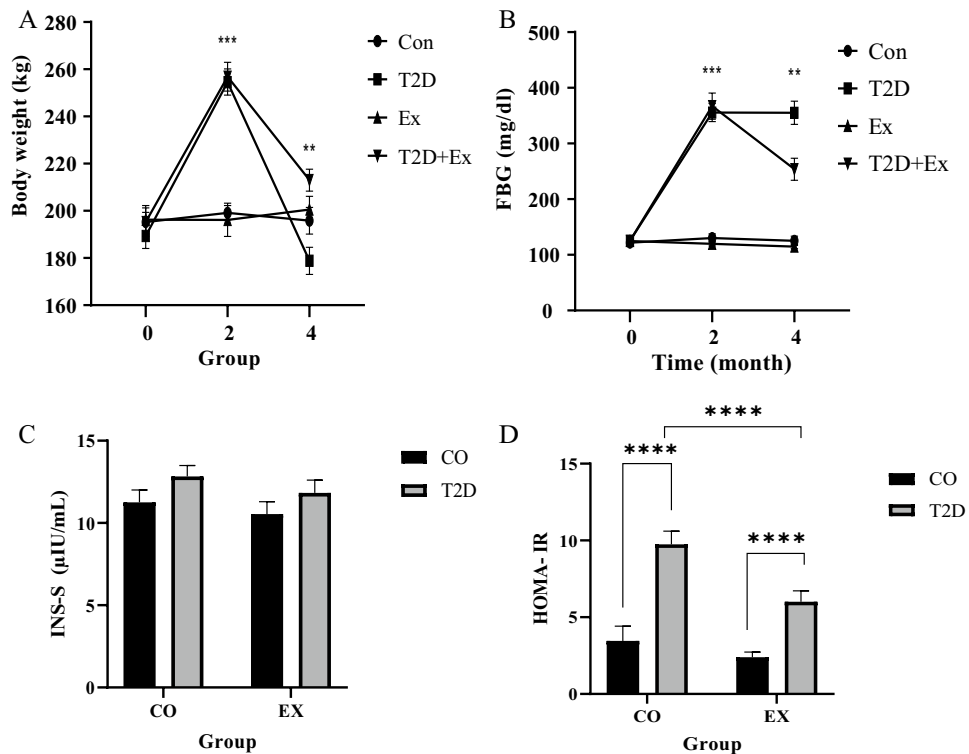 A
Body weight (kg)
280
260
240
220
200
180
160
***
**
0
2
4
Group
Con
T2D
Ex
T2D+Ex
B
FBG (mg/dl)
500
400
300
200
100
0
***
**
0
2
4
Time (month)
Con
T2D
Ex
T2D+Ex
C
INS-S (µIU/mL)
15
10
5
0
CO
EX
Group
CO
T2D
D
HOMA- IR
15
10
5
0
****
****
****
CO
EX
Group
CO
T2D